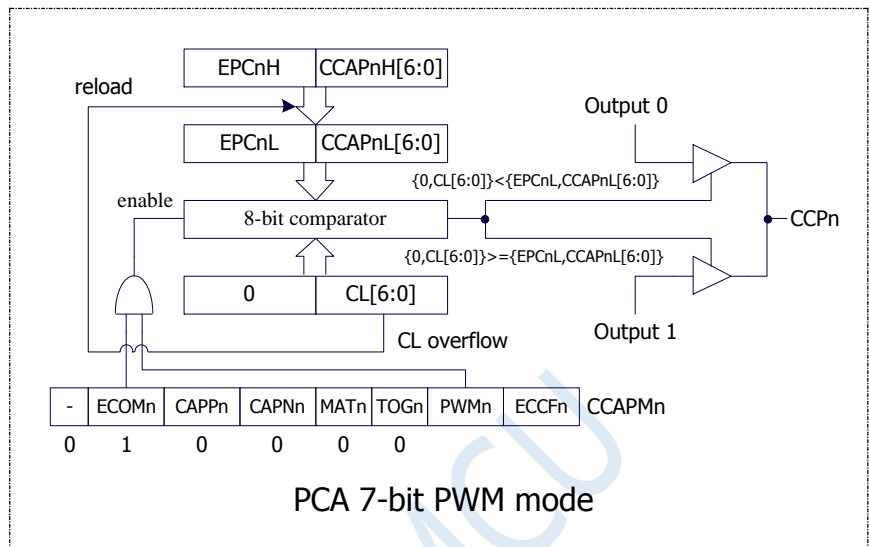 EPCnH CCAPnH[6:0]
reload
Output 0
EPCnL CCAPnL[6:0]
{0,CL[6:0]}<{EPCnL,CCAPnL[6:0]}
enable
8-bit comparator
CCPn
{0,CL[6:0]}>={EPCnL,CCAPnL[6:0]}
0 CL[6:0]
Output 1
CL overflow
- ECOMn CAPPn CAPNn MATn TOGn PWMn ECCFn CCAPMn
0 1 0 0 0 0
PCA 7-bit PWM mode
MCU